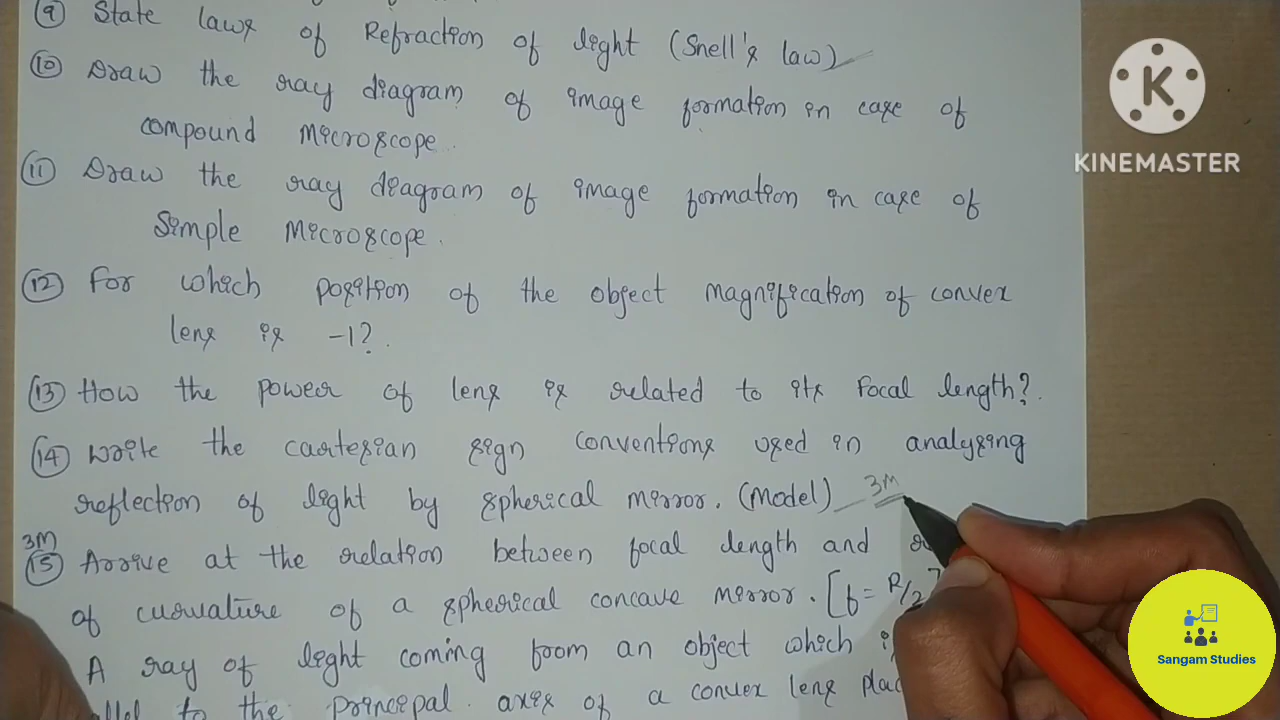 (9) State laws of Refraction of light (Snell's law)
(10) Draw the ray diagram of image formation in case of
compound Microscope.
(11) Draw the ray diagram of image formation in case of
Simple Microscope.
(12) For which position of the object magnification of convex
lens is -1?
(13) How the power of lens is related to its Focal length?
(14) Write the cartesian sign conventions used in analysing
reflection of light by spherical mirror. (Model) 3M
3M
(15) Arrive at the relation between focal length and
of curvature of a spherical concave mirror. [f = R/2]
A ray of light coming from an object which
to the principal axis of a convex lens
K
KINEMASTER
Sangam Studies